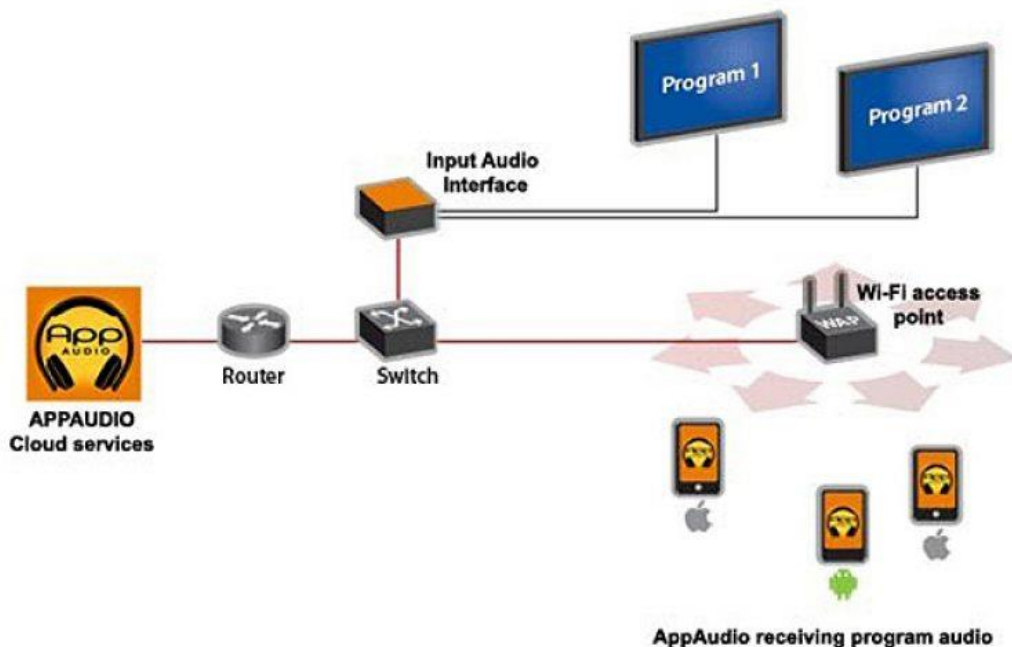 Program 1
Program 2
Input Audio
Interface
Wi-Fi access
point
WAP
App
AUDIO
Router
Switch
APPAUDIO
Cloud services
AppAudio receiving program audio